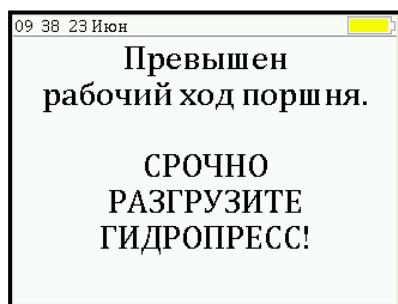 09 38 23 Июн
Превышен
рабочий ход поршня.
СРОЧНО
РАЗГРУЗИТЕ
ГИДРОПРЕСС!